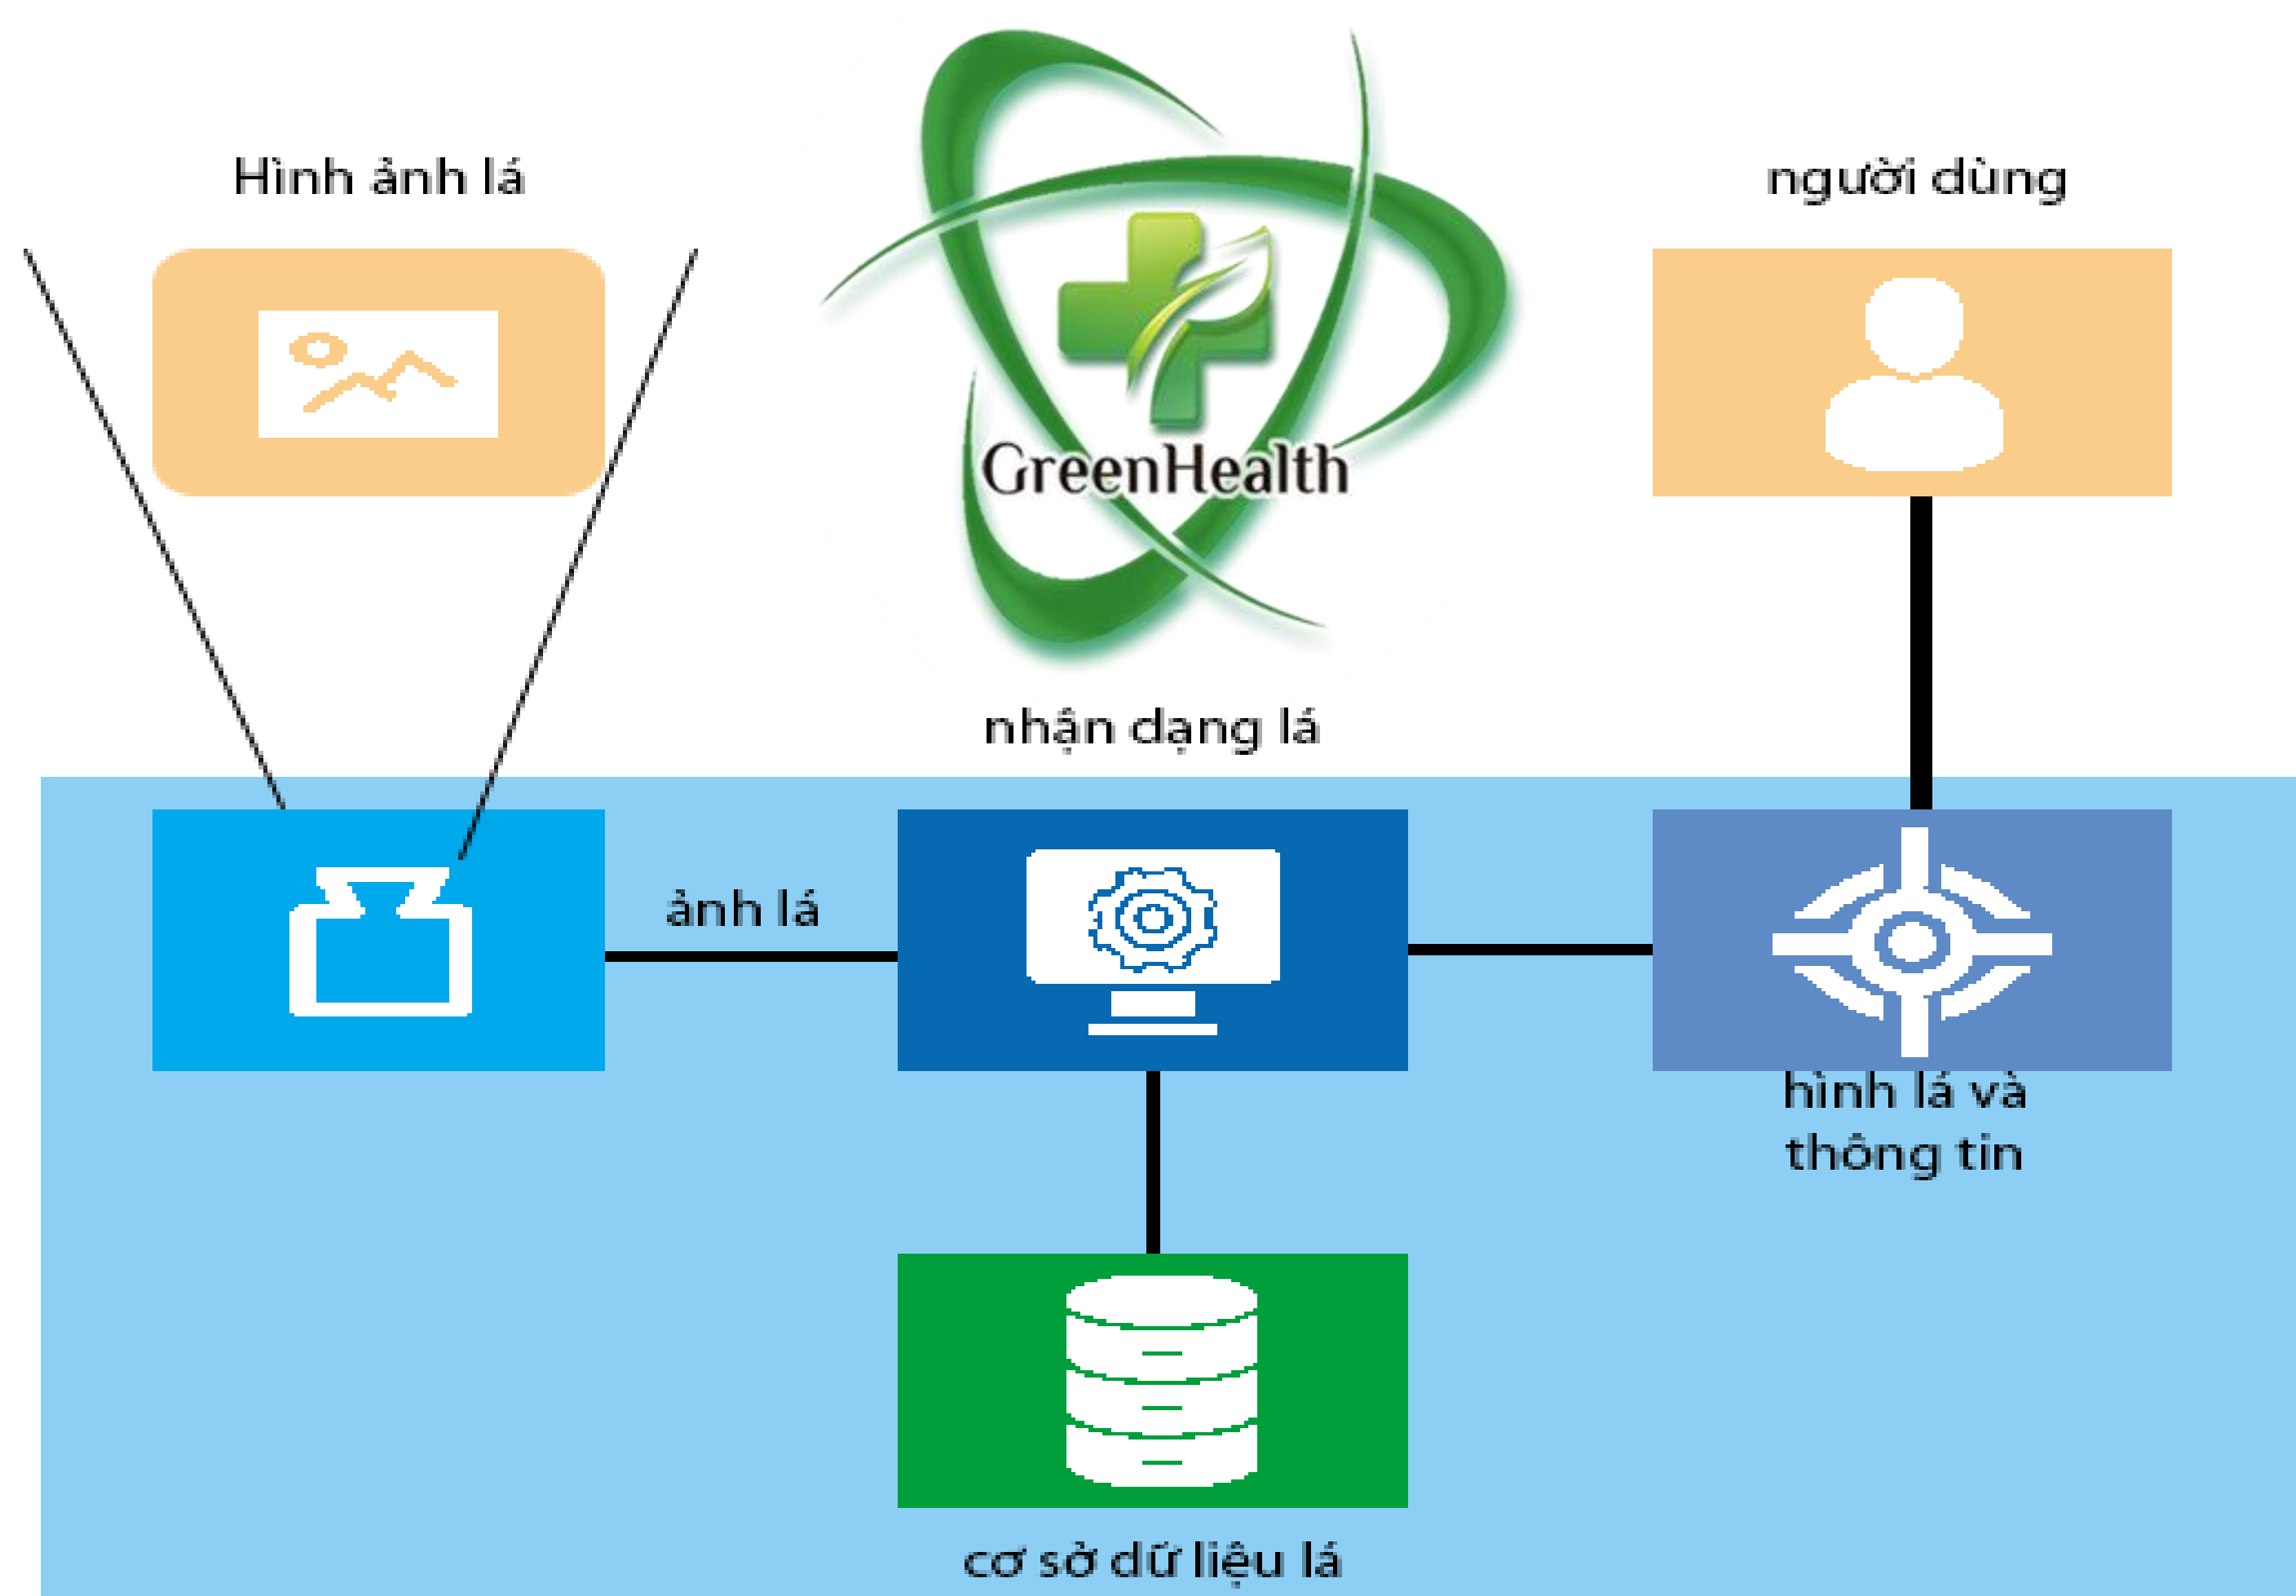 Hình ảnh lá
người dùng
GreenHealth
nhận dạng lá
ảnh lá
hình lá và
thông tin
cơ sở dữ liệu lá